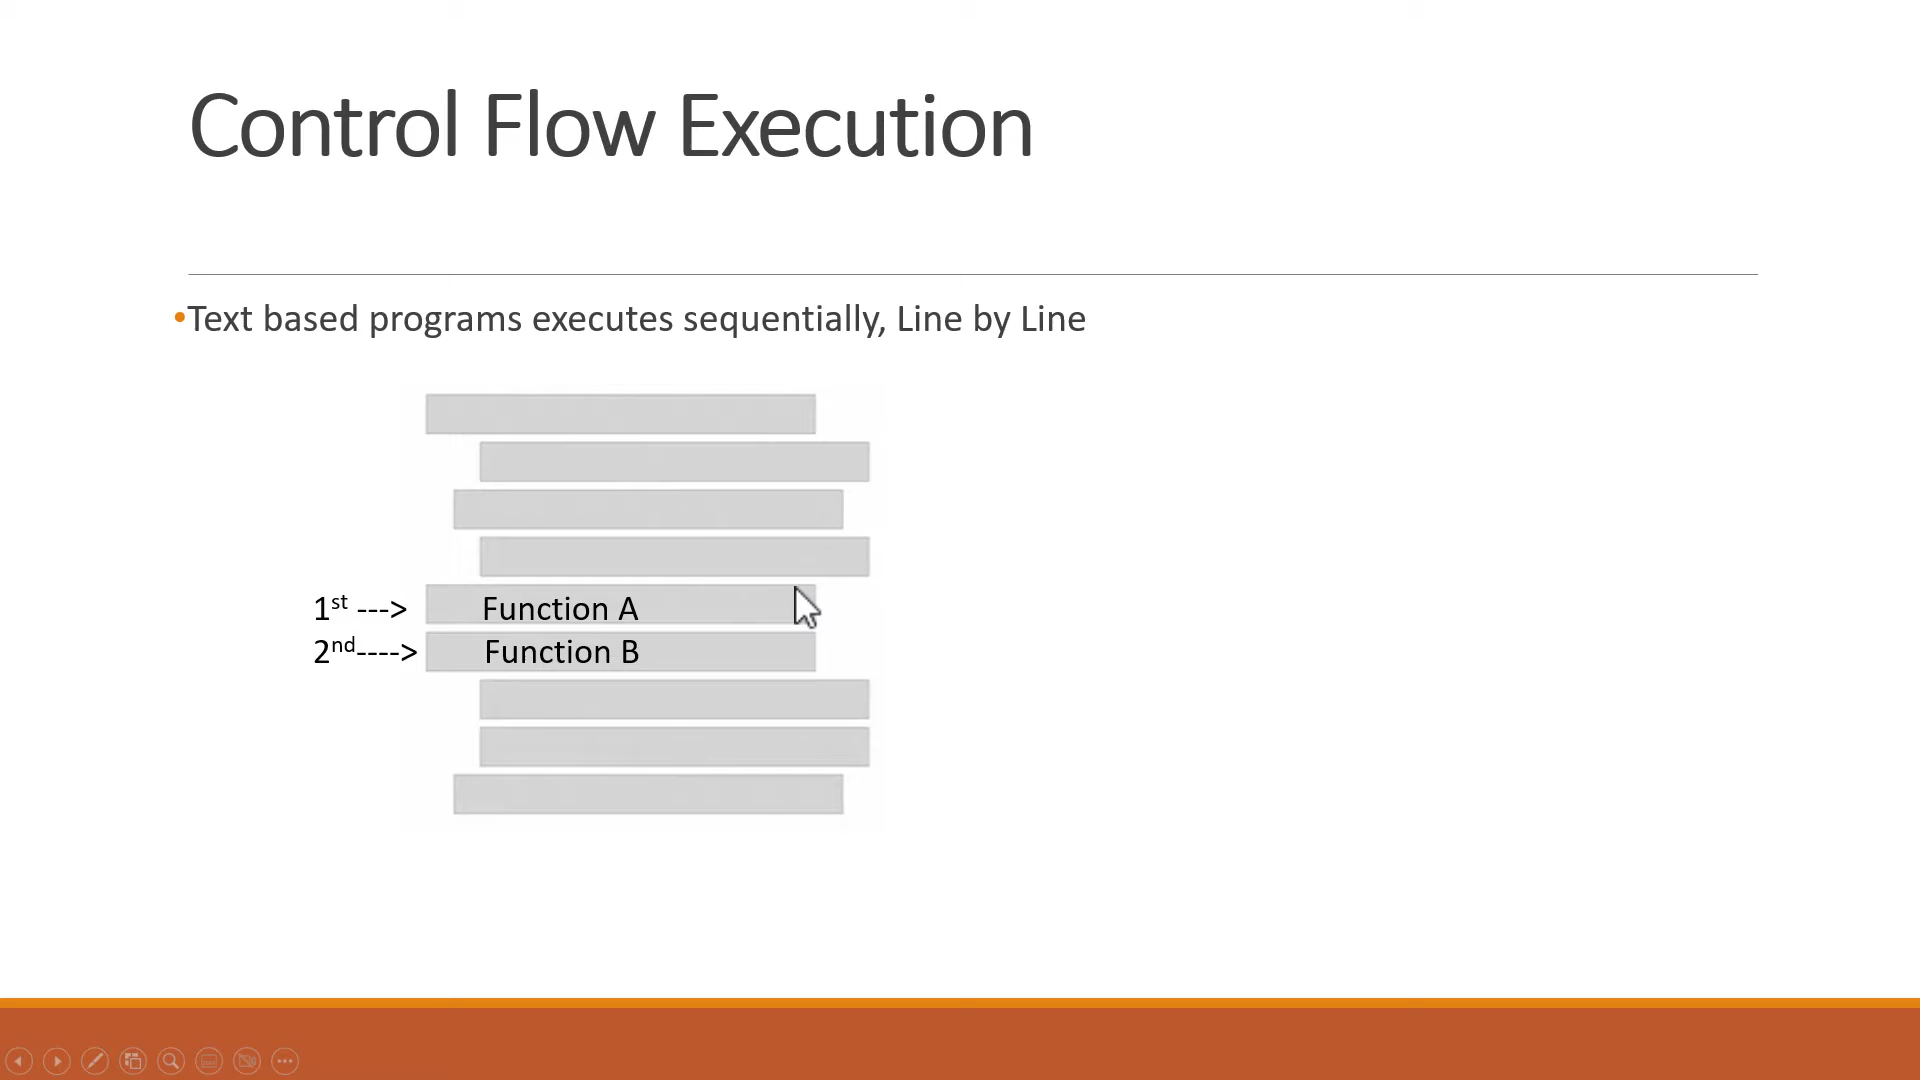 Control Flow Execution
•Text based programs executes sequentially, Line by Line
1st ---> Function A
2nd----> Function B